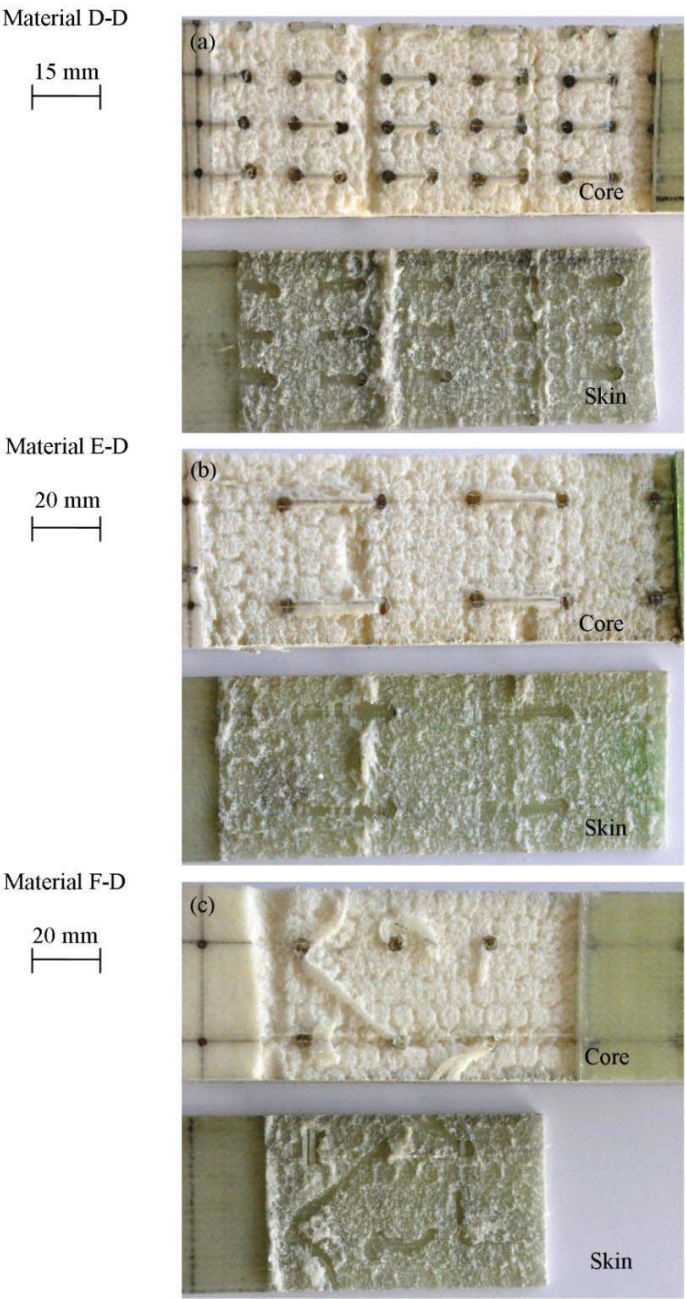 Material D-D
15 mm
(a)
Core
Skin
Material E-D
20 mm
(b)
Core
Skin
Material F-D
20 mm
(c)
Core
Skin